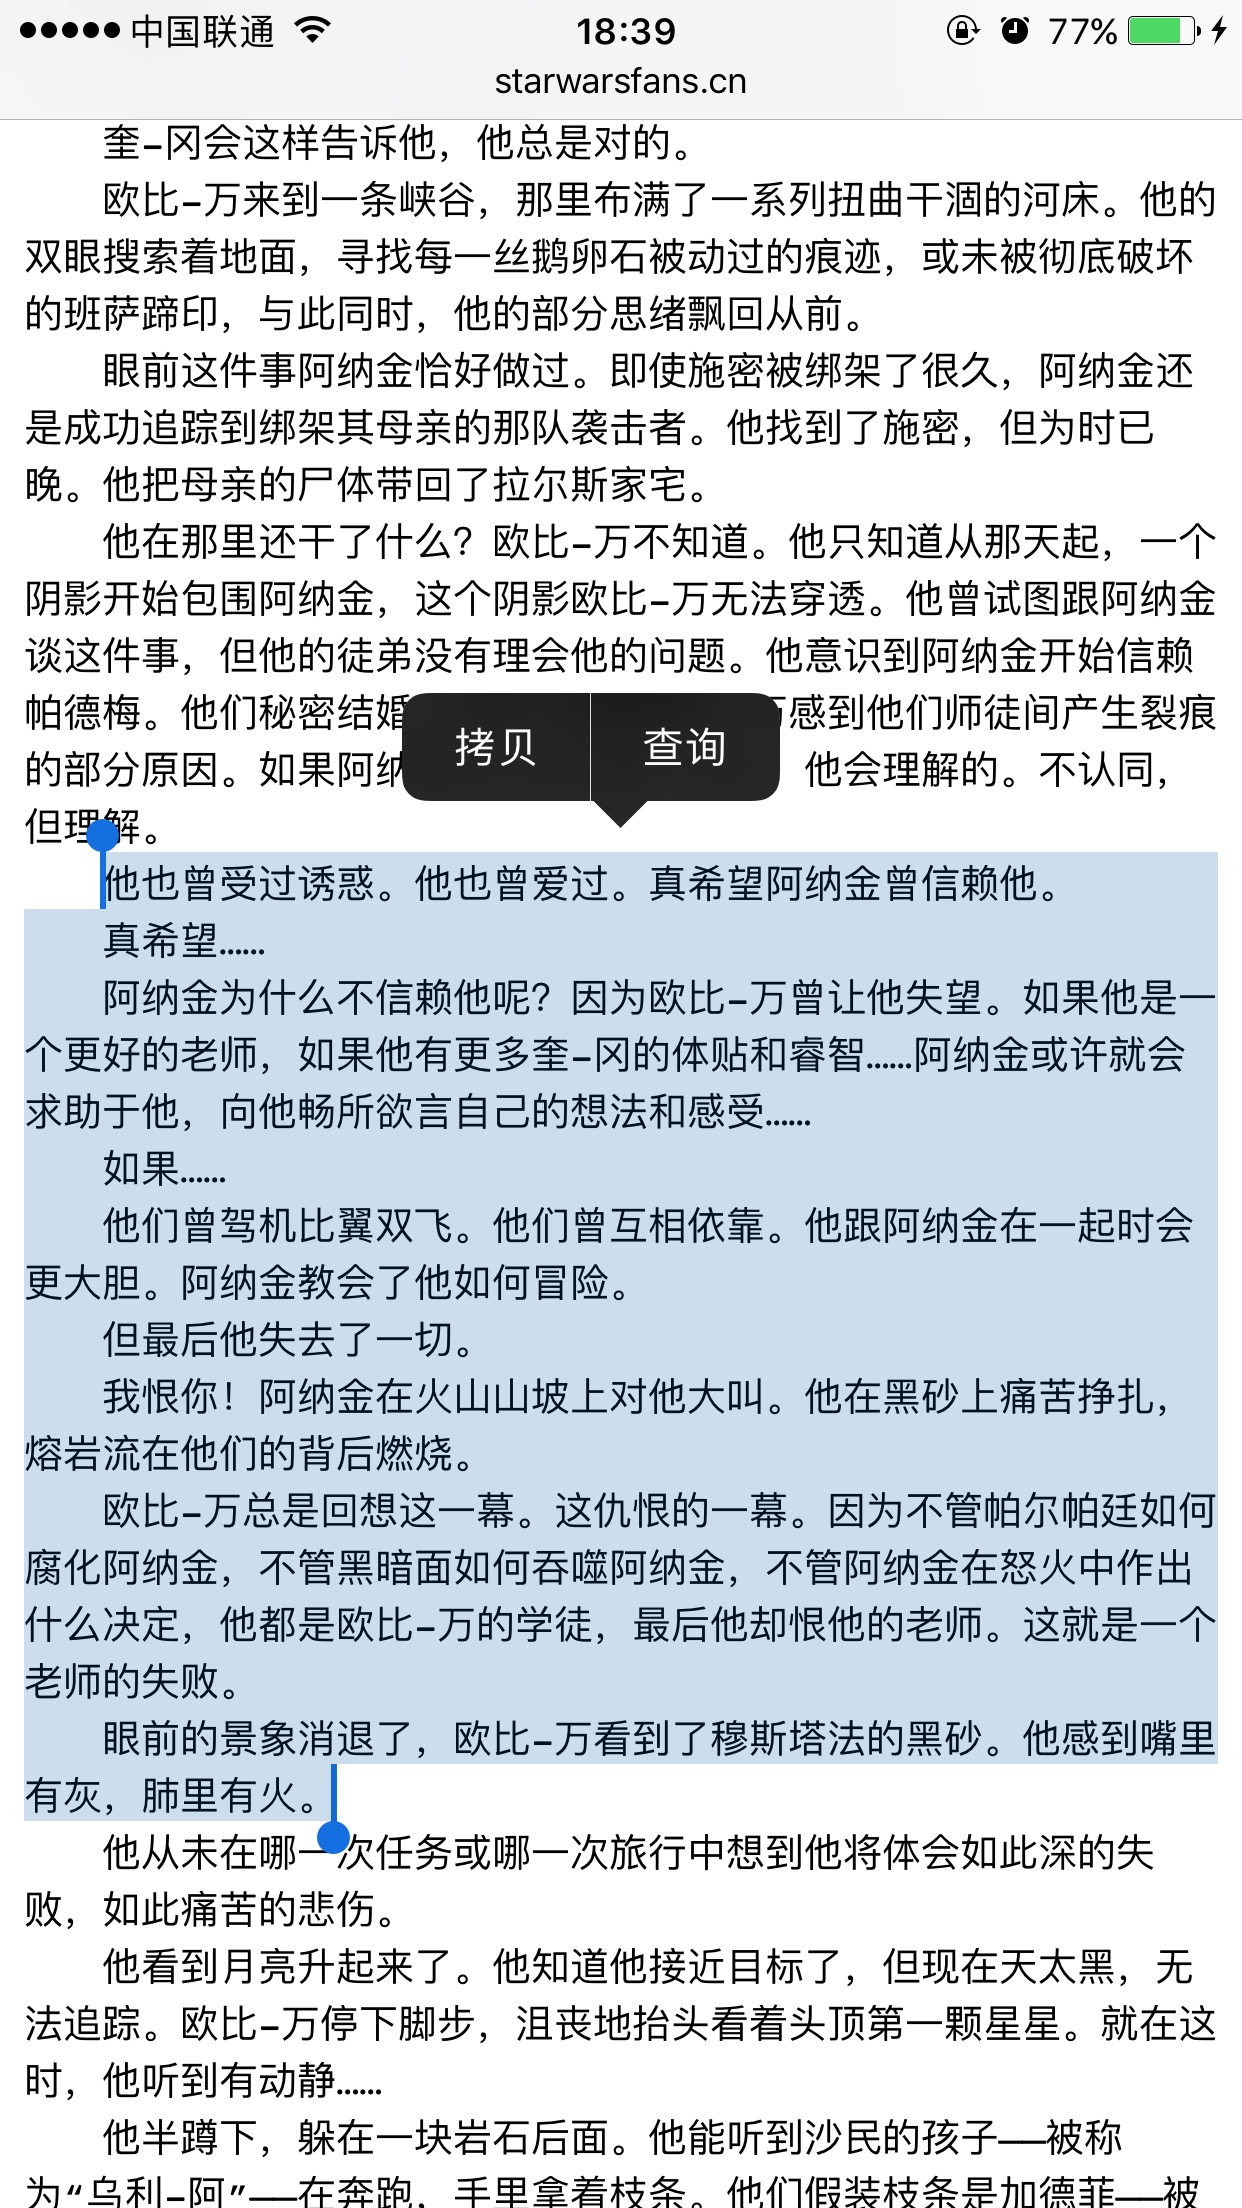 中国联通 18:39 77%
starwarsfans.cn
奎-冈会这样告诉他，他总是对的。
欧比-万来到一条峡谷，那里布满了一系列扭曲干涸的河床。他的
双眼搜索着地面，寻找每一丝鹅卵石被动过的痕迹，或未被彻底破坏
的班萨蹄印，与此同时，他的部分思绪飘回从前。
眼前这件事阿纳金恰好做过。即使施密被绑架了很久，阿纳金还
是成功追踪到绑架其母亲的那队袭击者。他找到了施密，但为时已
晚。他把母亲的尸体带回了拉尔斯家宅。
他在那里还干了什么？欧比-万不知道。他只知道从那天起，一个
阴影开始包围阿纳金，这个阴影欧比-万无法穿透。他曾试图跟阿纳金
谈这件事，但他的徒弟没有理会他的问题。他意识到阿纳金开始信赖
帕德梅。他们秘密结婚 感到他们师徒间产生裂痕
拷贝 查询
的部分原因。如果阿纳 他会理解的。不认同，
但理解。
他也曾受过诱惑。他也曾爱过。真希望阿纳金曾信赖他。
真希望……
阿纳金为什么不信赖他呢？因为欧比-万曾让他失望。如果他是一
个更好的老师，如果他有更多奎-冈的体贴和睿智……阿纳金或许就会
求助于他，向他畅所欲言自己的想法和感受……
如果……
他们曾驾机比翼双飞。他们曾互相依靠。他跟阿纳金在一起时会
更大胆。阿纳金教会了他如何冒险。
但最后他失去了一切。
我恨你！阿纳金在火山山坡上对他大叫。他在黑砂上痛苦挣扎，
熔岩流在他们的背后燃烧。
欧比-万总是回想这一幕。这仇恨的一幕。因为不管帕尔帕廷如何
腐化阿纳金，不管黑暗面如何吞噬阿纳金，不管阿纳金在怒火中作出
什么决定，他都是欧比-万的学徒，最后他却恨他的老师。这就是一个
老师的失败。
眼前的景象消退了，欧比-万看到了穆斯塔法的黑砂。他感到嘴里
有灰，肺里有火。
他从未在哪一次任务或哪一次旅行中想到他将体会如此深的失
败，如此痛苦的悲伤。
他看到月亮升起来了。他知道他接近目标了，但现在天太黑，无
法追踪。欧比-万停下脚步，沮丧地抬头看着头顶第一颗星星。就在这
时，他听到有动静……
他半蹲下，躲在一块岩石后面。他能听到沙民的孩子——被称
为“乌利-阿”——在奔跑，手里拿着枝条。他们假装枝条是加德菲——被